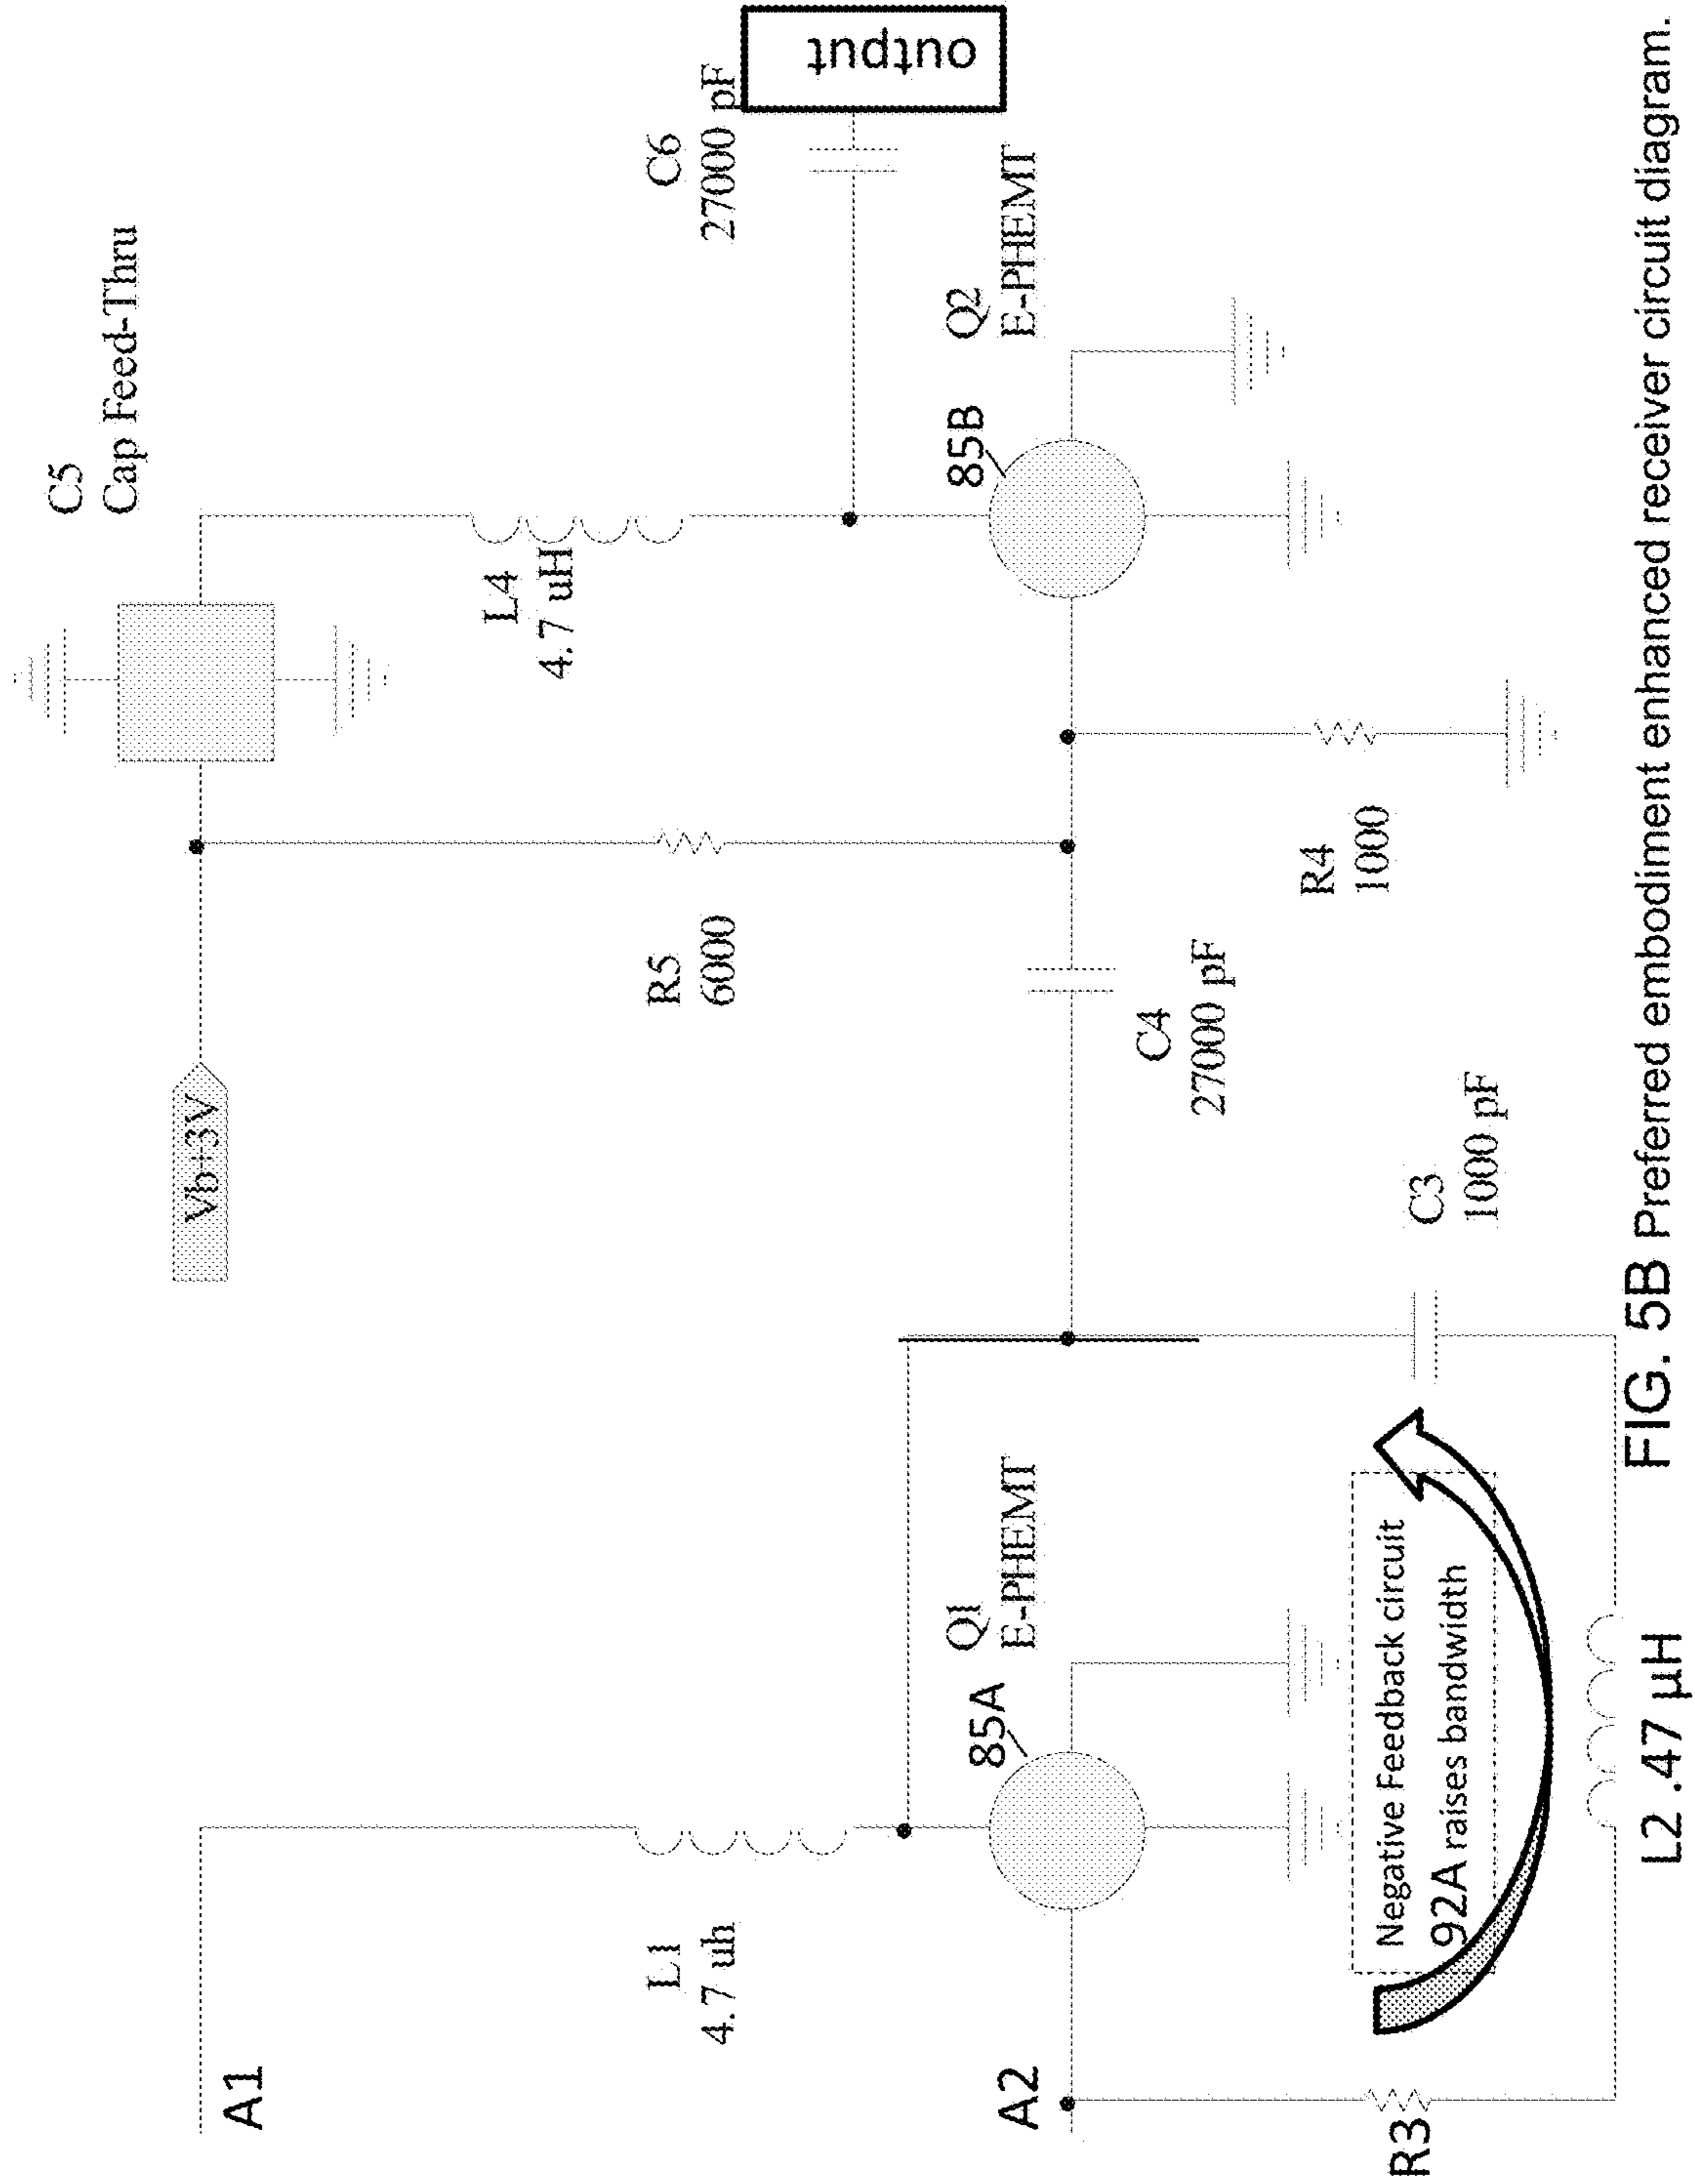 C5
Cap Feed-Thru
Vb+3V
C6
27000 pF
output
L4
4.7 uH
R5
6000
L1
4.7 uh
A1
Q2
E-PHEMT
85B
Q1
E-PHEMT
85A
A2
C4
27000 pF
R4
1000
C3
1000 pF
Negative Feedback circuit
92A raises bandwidth
R3
L2 .47 µH
FIG. 5B Preferred embodiment enhanced receiver circuit diagram.